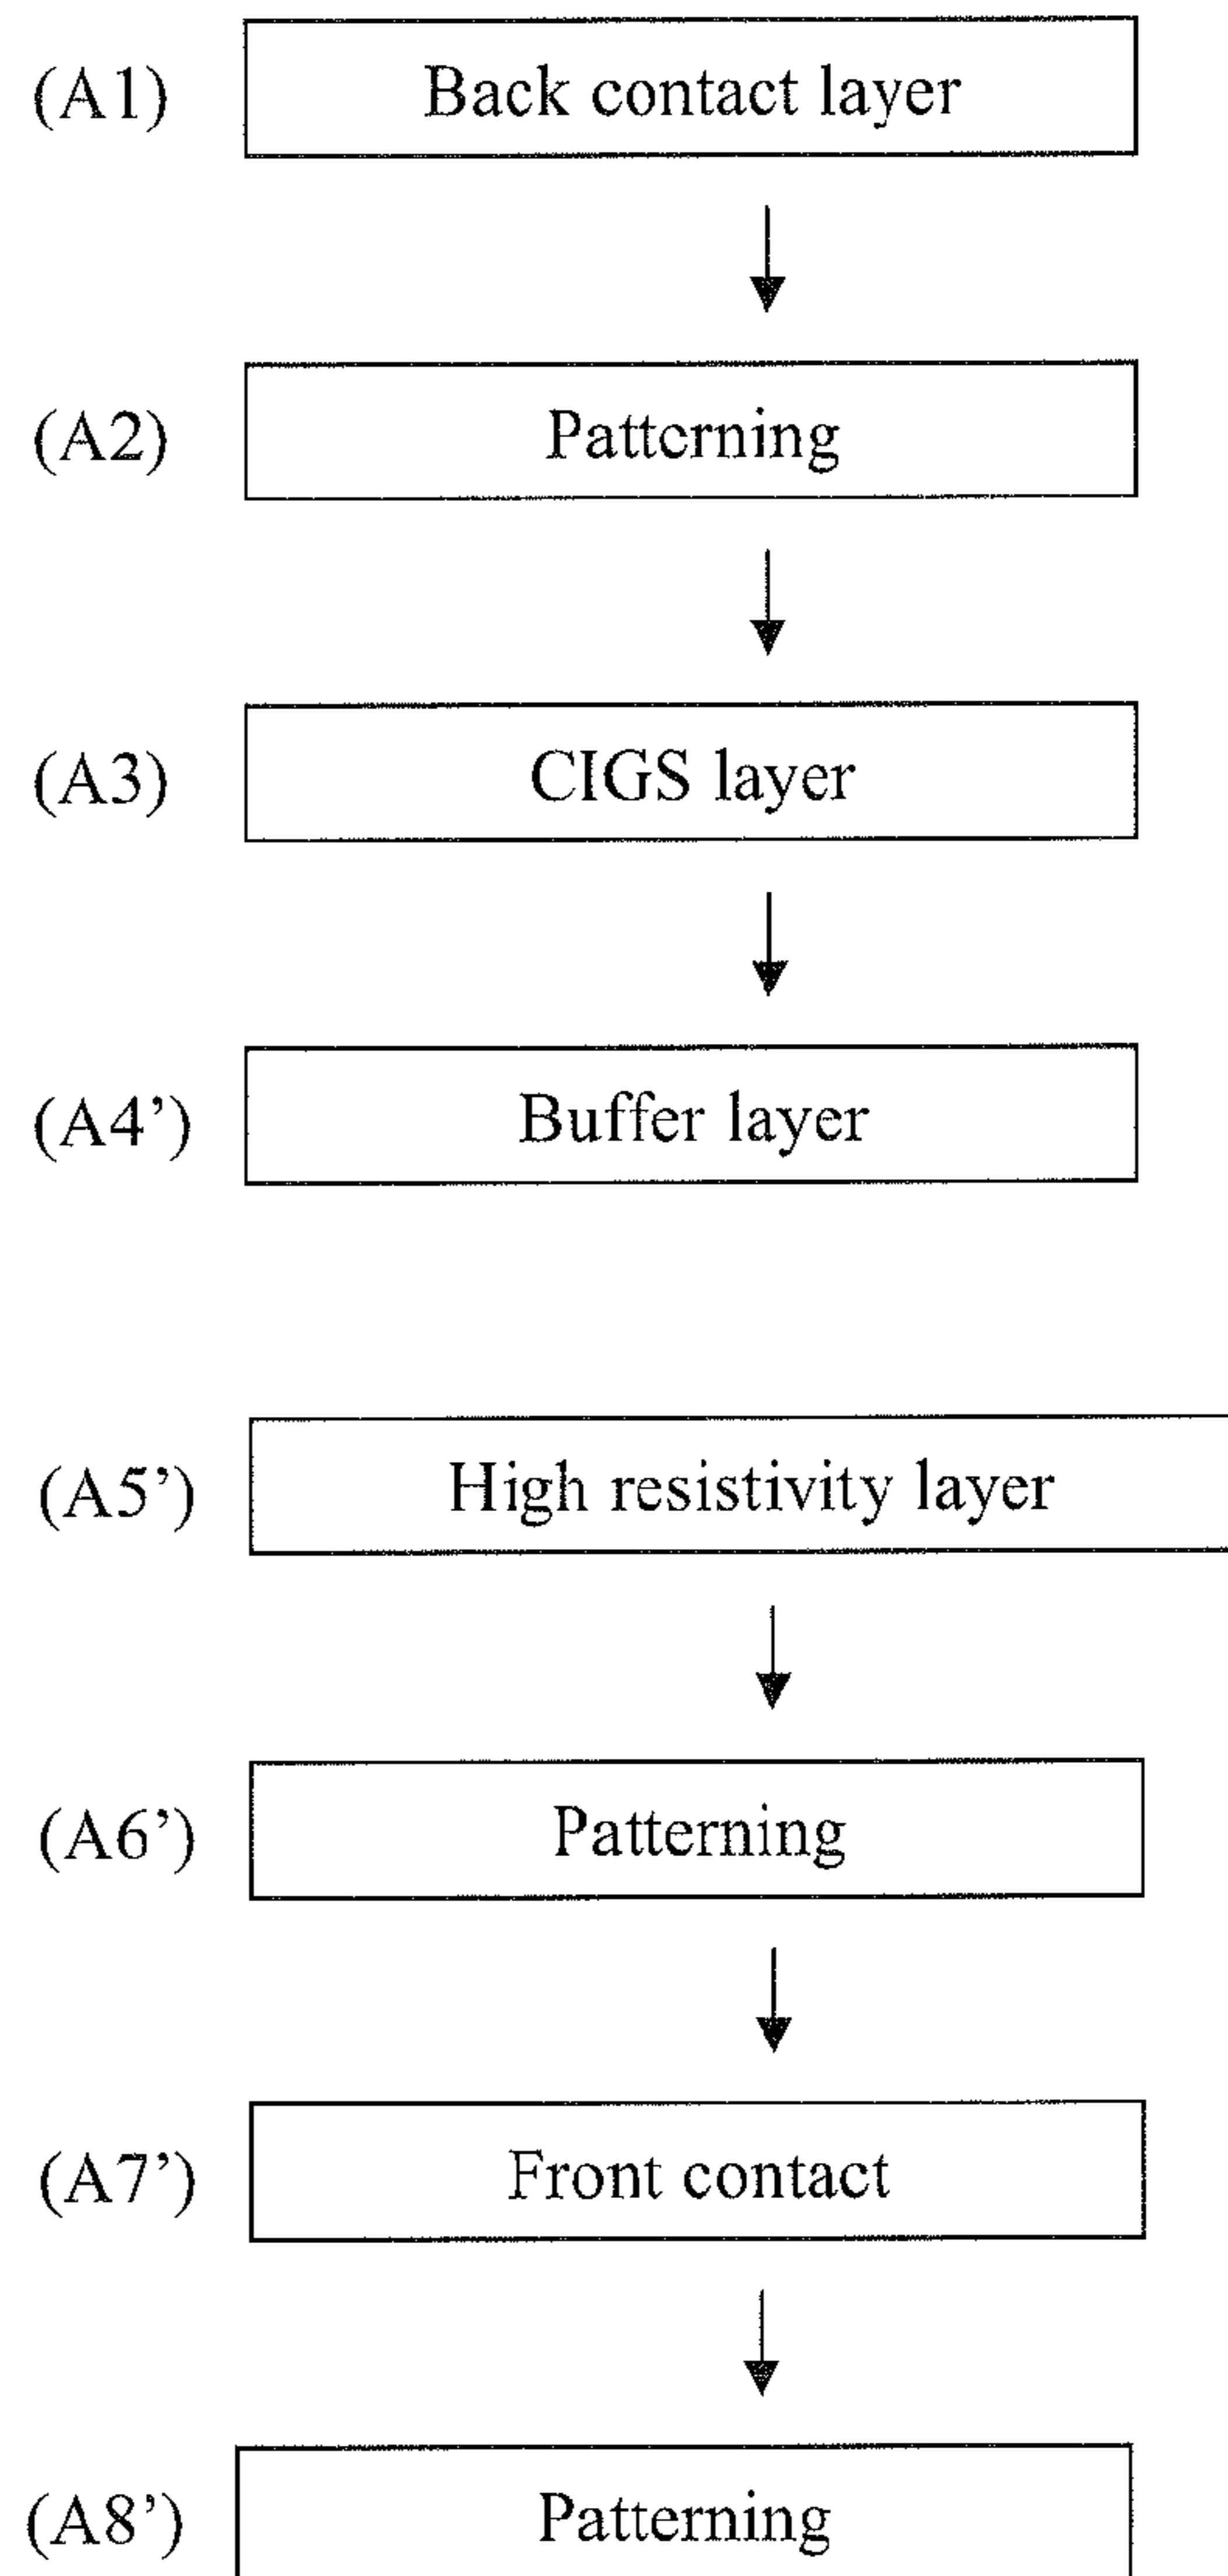 (A1) Back contact layer
(A2) Patterning
(A3) CIGS layer
(A4’) Buffer layer
(A5’) High resistivity layer
(A6’) Patterning
(A7’) Front contact
(A8’) Patterning